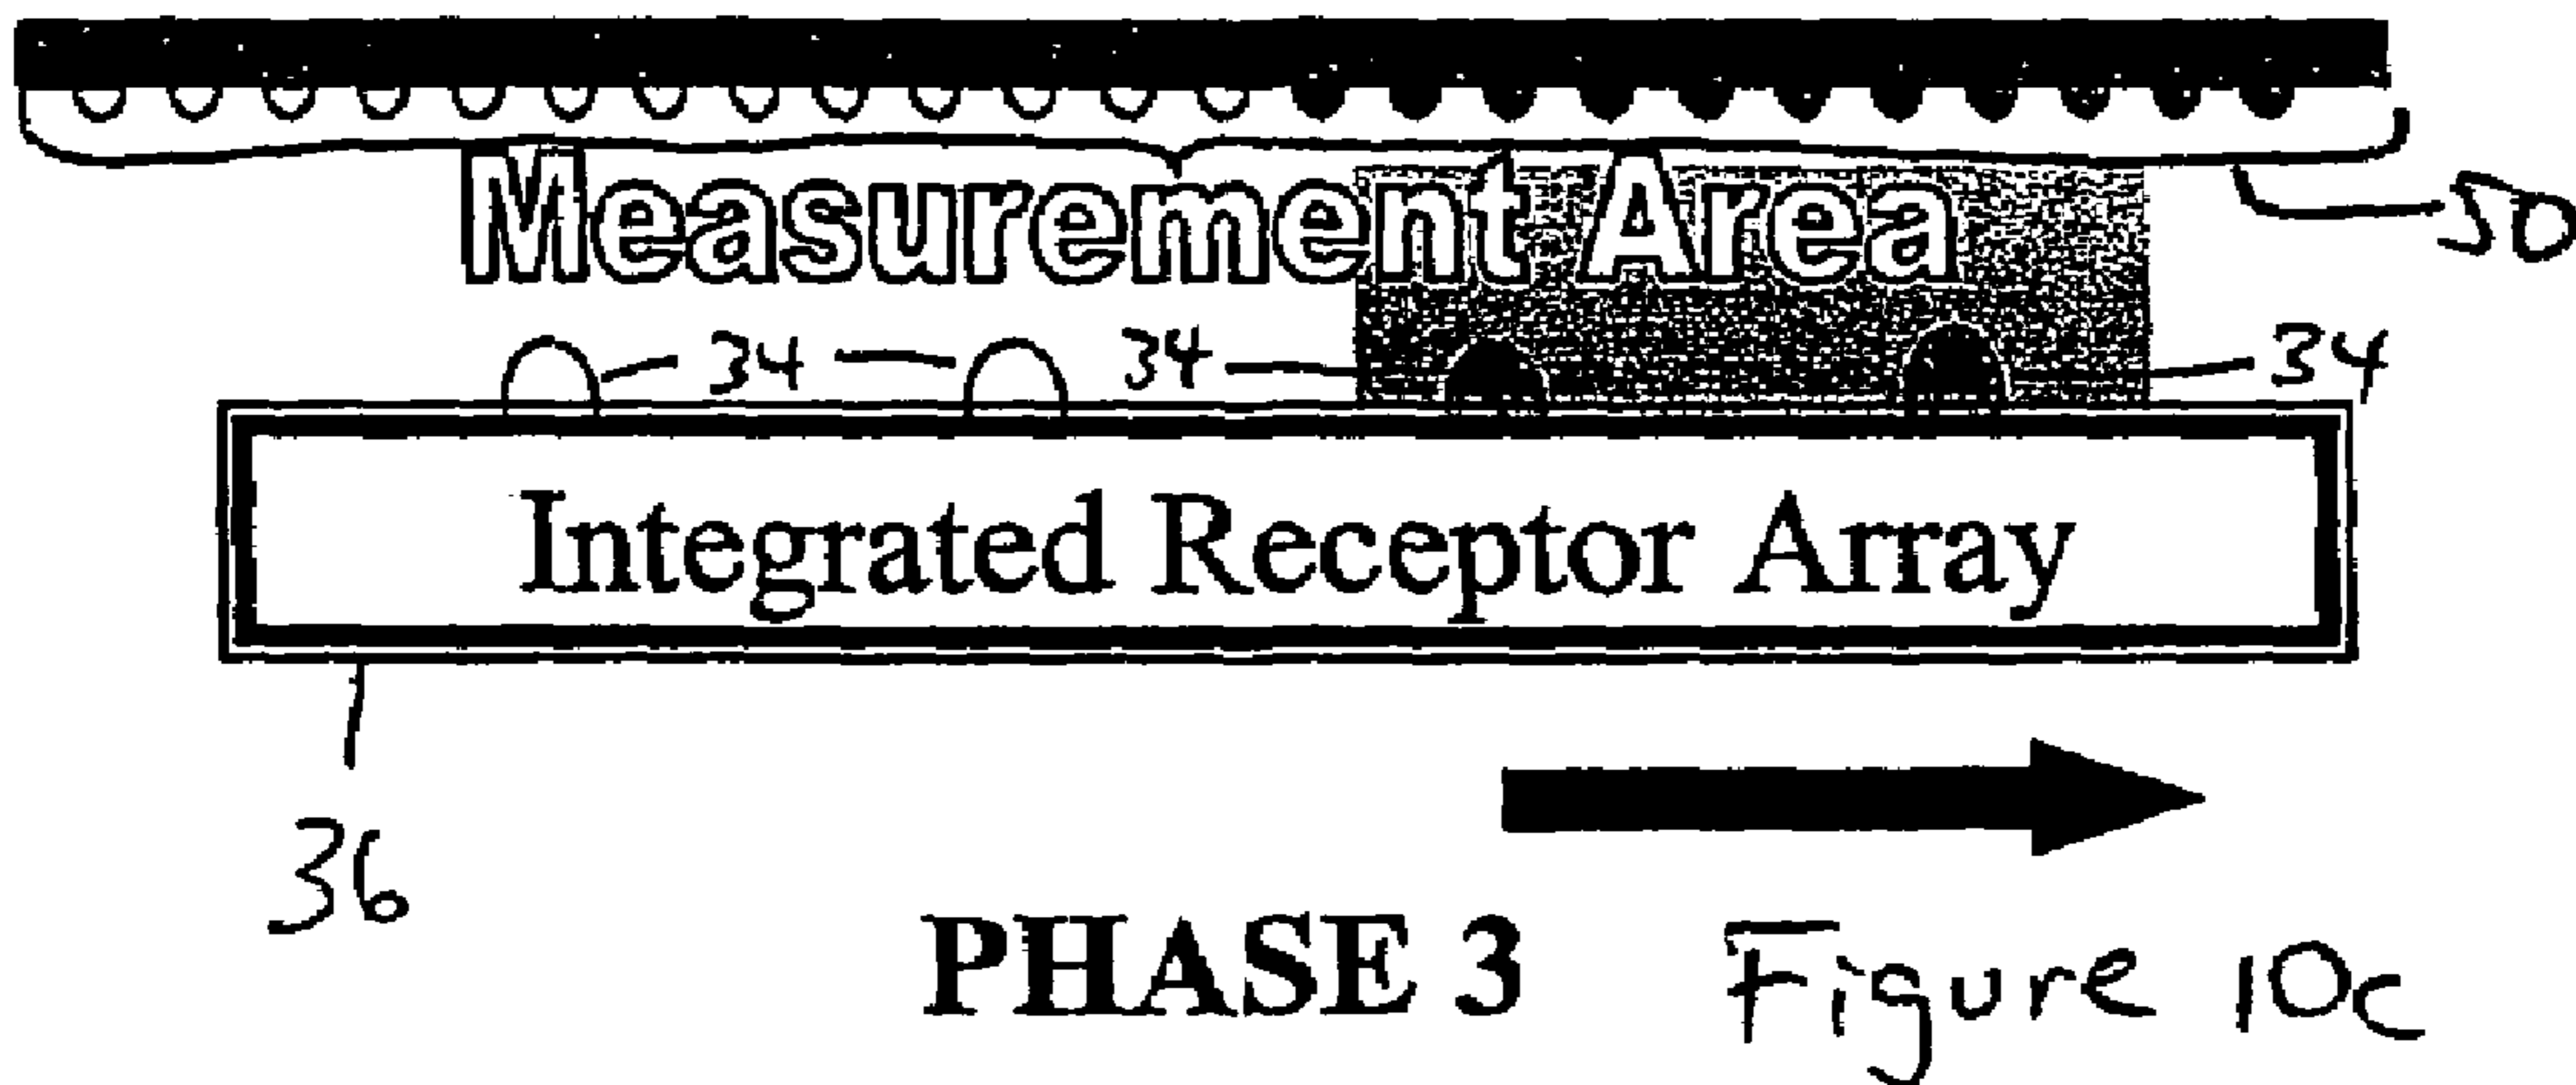 Measurement Area
50
34 34 34
Integrated Receptor Array
36
PHASE 3 Figure 10c